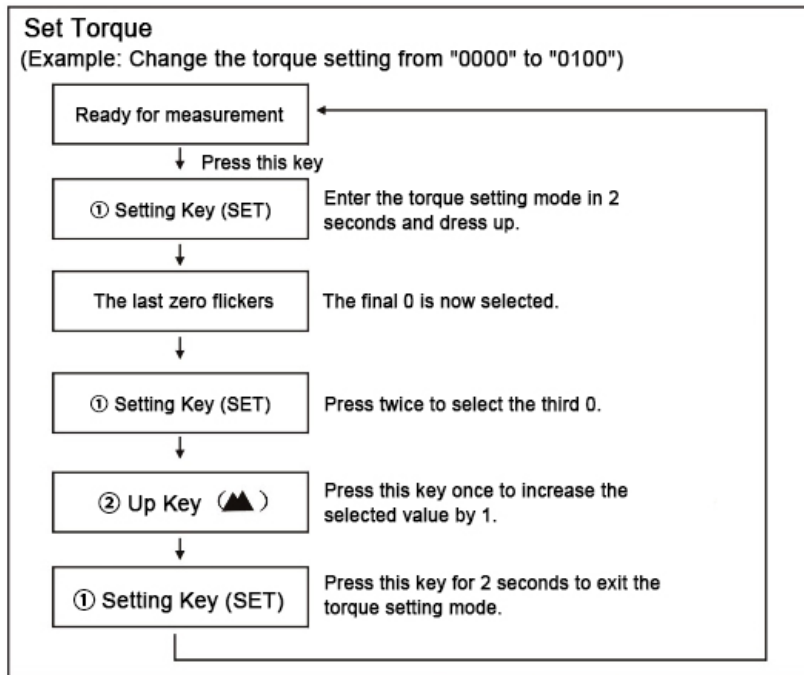 Set Torque
(Example: Change the torque setting from "0000" to "0100")
Ready for measurement
Press this key
① Setting Key (SET)
Enter the torque setting mode in 2
seconds and dress up.
The last zero flickers
The final 0 is now selected.
① Setting Key (SET)
Press twice to select the third 0.
② Up Key ( )
Press this key once to increase the
selected value by 1.
① Setting Key (SET)
Press this key for 2 seconds to exit the
torque setting mode.